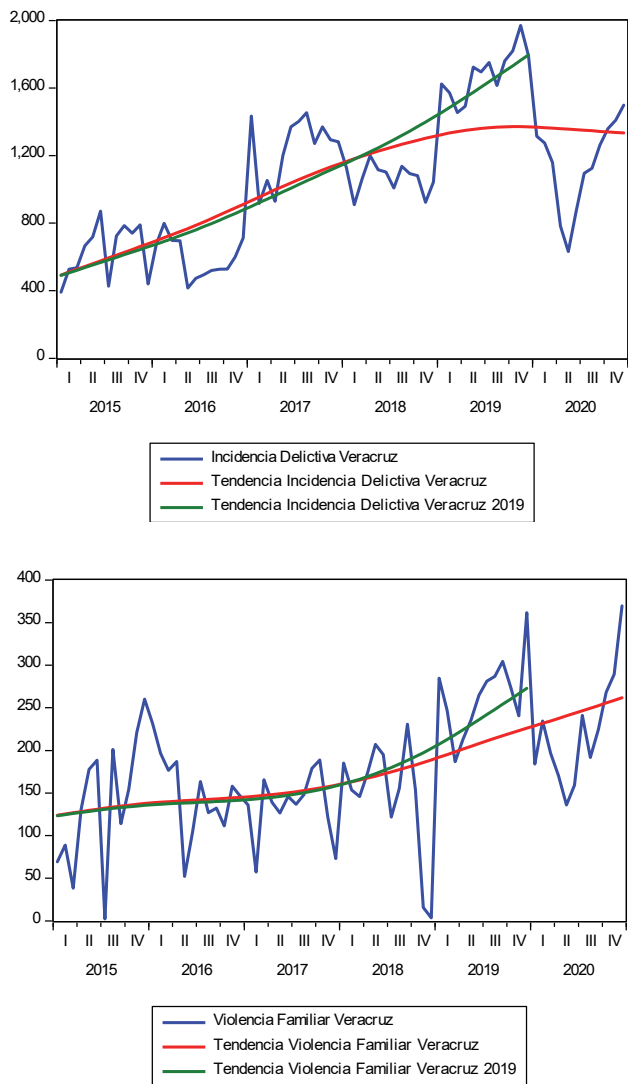 2,000
1,600
1,200
800
400
0
I II III IV I II III IV I II III IV I II III IV I II III IV I II III IV
2015 2016 2017 2018 2019 2020
Incidencia Delictiva Veracruz
Tendencia Incidencia Delictiva Veracruz
Tendencia Incidencia Delictiva Veracruz 2019
400
350
300
250
200
150
100
50
0
I II III IV I II III IV I II III IV I II III IV I II III IV I II III IV
2015 2016 2017 2018 2019 2020
Violencia Familiar Veracruz
Tendencia Violencia Familiar Veracruz
Tendencia Violencia Familiar Veracruz 2019